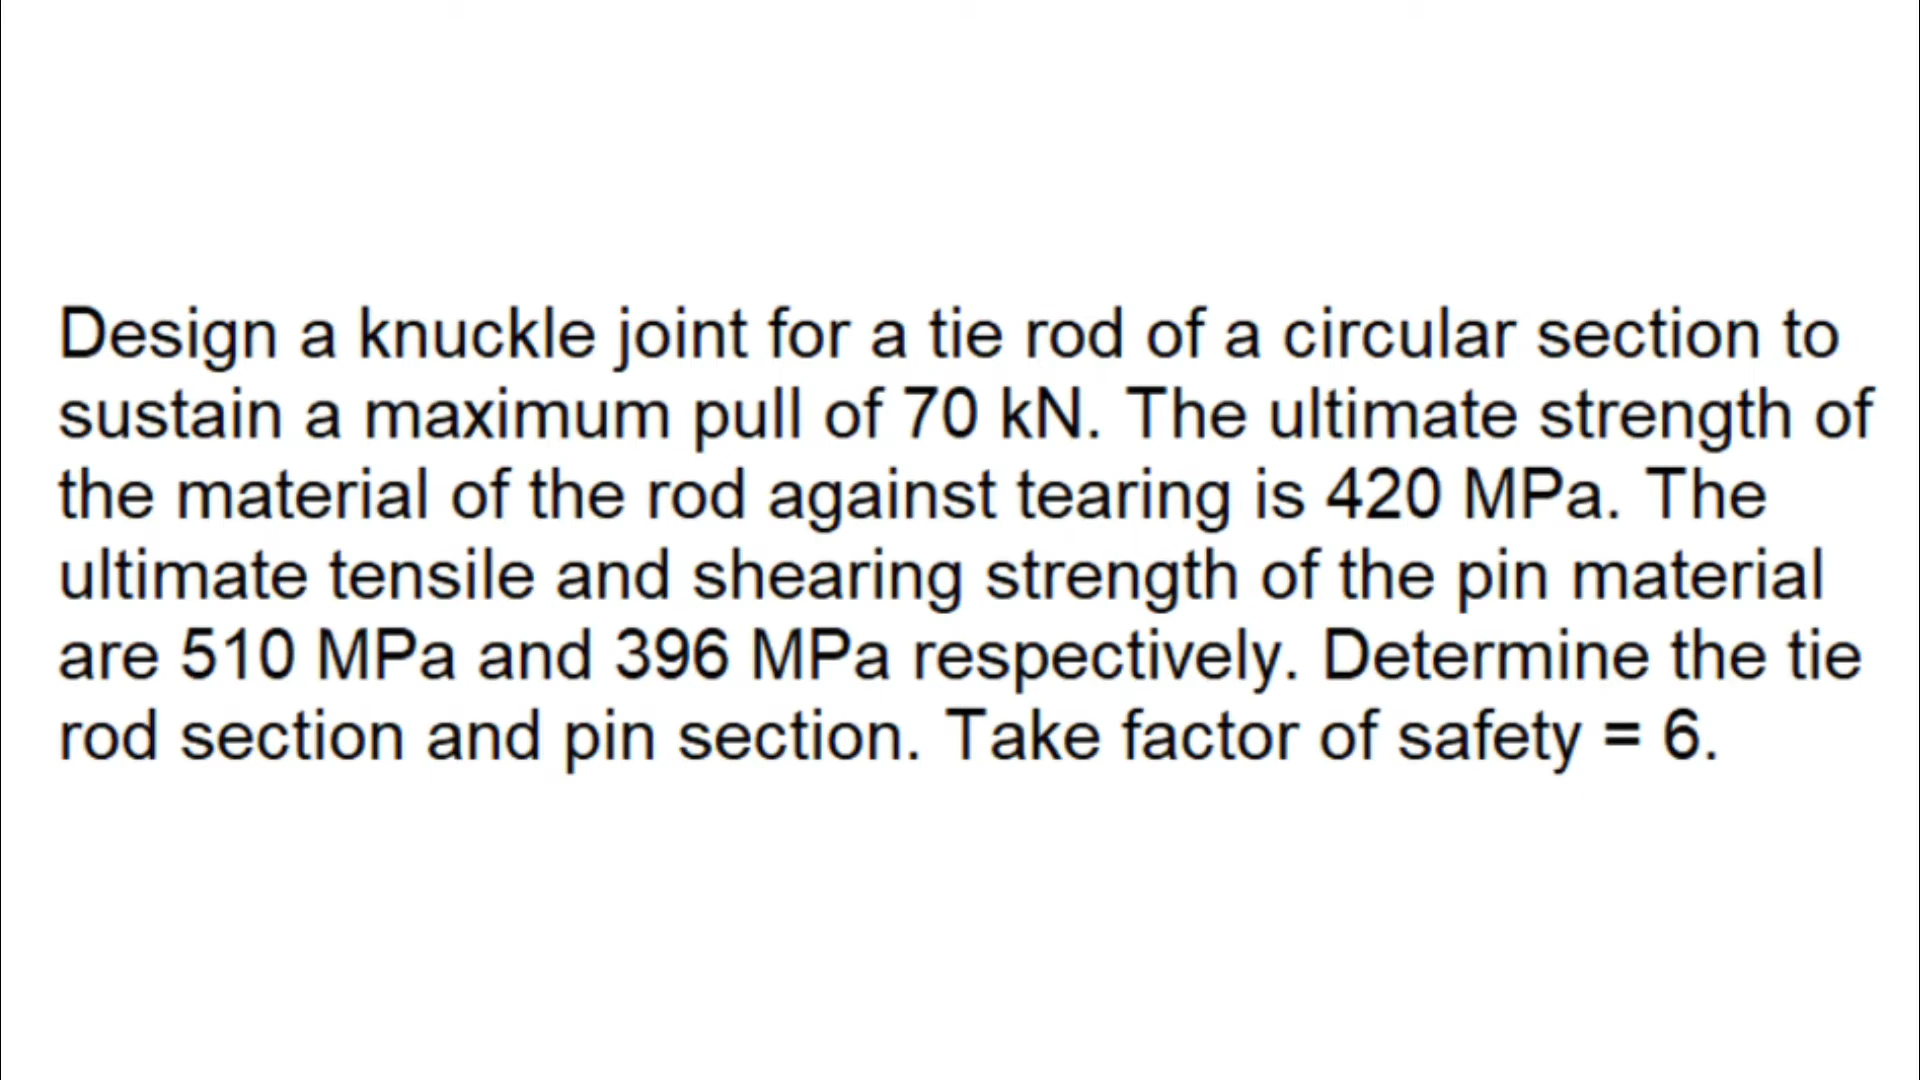 Design a knuckle joint for a tie rod of a circular section to
sustain a maximum pull of 70 kN. The ultimate strength of
the material of the rod against tearing is 420 MPa. The
ultimate tensile and shearing strength of the pin material
are 510 MPa and 396 MPa respectively. Determine the tie
rod section and pin section. Take factor of safety = 6.